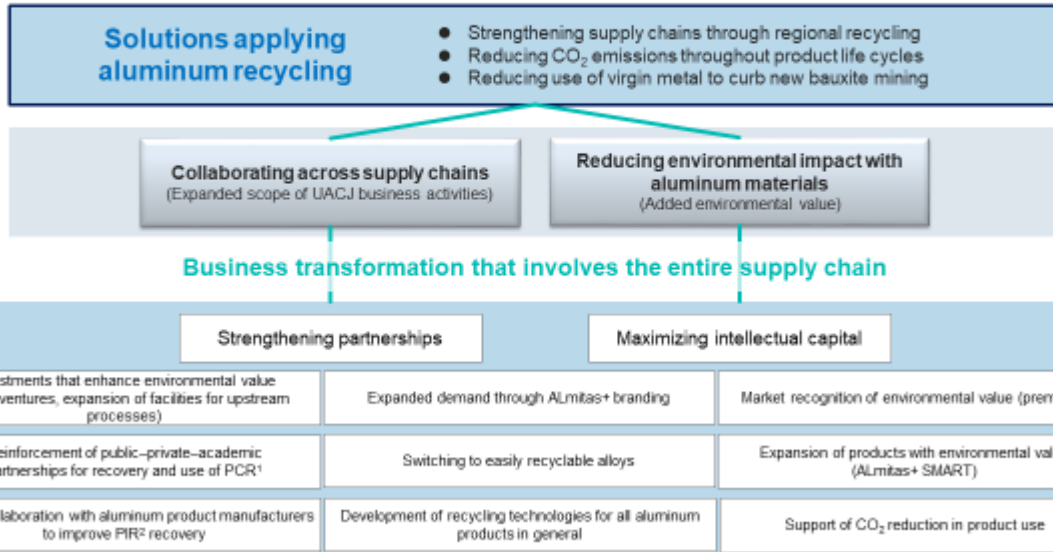 Solutions applying
aluminum recycling
● Strengthening supply chains through regional recycling
● Reducing CO₂ emissions throughout product life cycles
● Reducing use of virgin metal to curb new bauxite mining
Collaborating across supply chains
(Expanded scope of UACJ business activities)
Reducing environmental impact with
aluminum materials
(Added environmental value)
Business transformation that involves the entire supply chain
Strengthening partnerships
Maximizing intellectual capital
stments that enhance environmental value
ventures, expansion of facilities for upstream
processes)
Expanded demand through ALmitas+ branding
Market recognition of environmental value (prem
einforcement of public–private–academic
rtnerships for recovery and use of PCR¹
Switching to easily recyclable alloys
Expansion of products with environmental val
(ALmitas+ SMART)
llaboration with aluminum product manufacturers
to improve PIR² recovery
Development of recycling technologies for all aluminum
products in general
Support of CO₂ reduction in product use